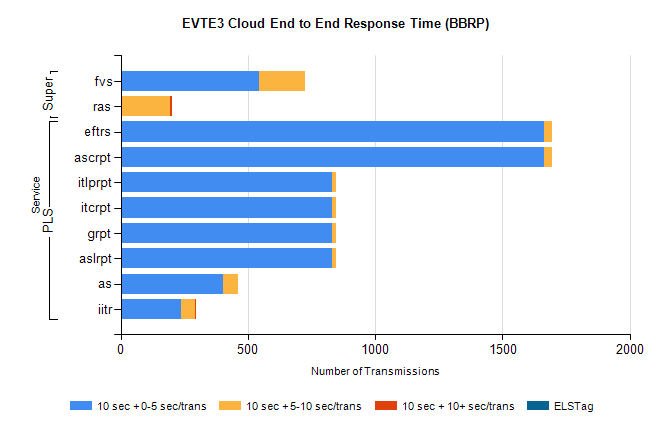 EVTE3 Cloud End to End Response Time (BBRP)
Service
Super
PLS
fvs
ras
eftrs
ascrpt
itlprpt
itcrpt
grpt
aslrpt
as
iitr
0 500 1000 1500 2000
Number of Transmissions
10 sec +0-5 sec/trans 10 sec +5-10 sec/trans 10 sec + 10+ sec/trans ELSTag